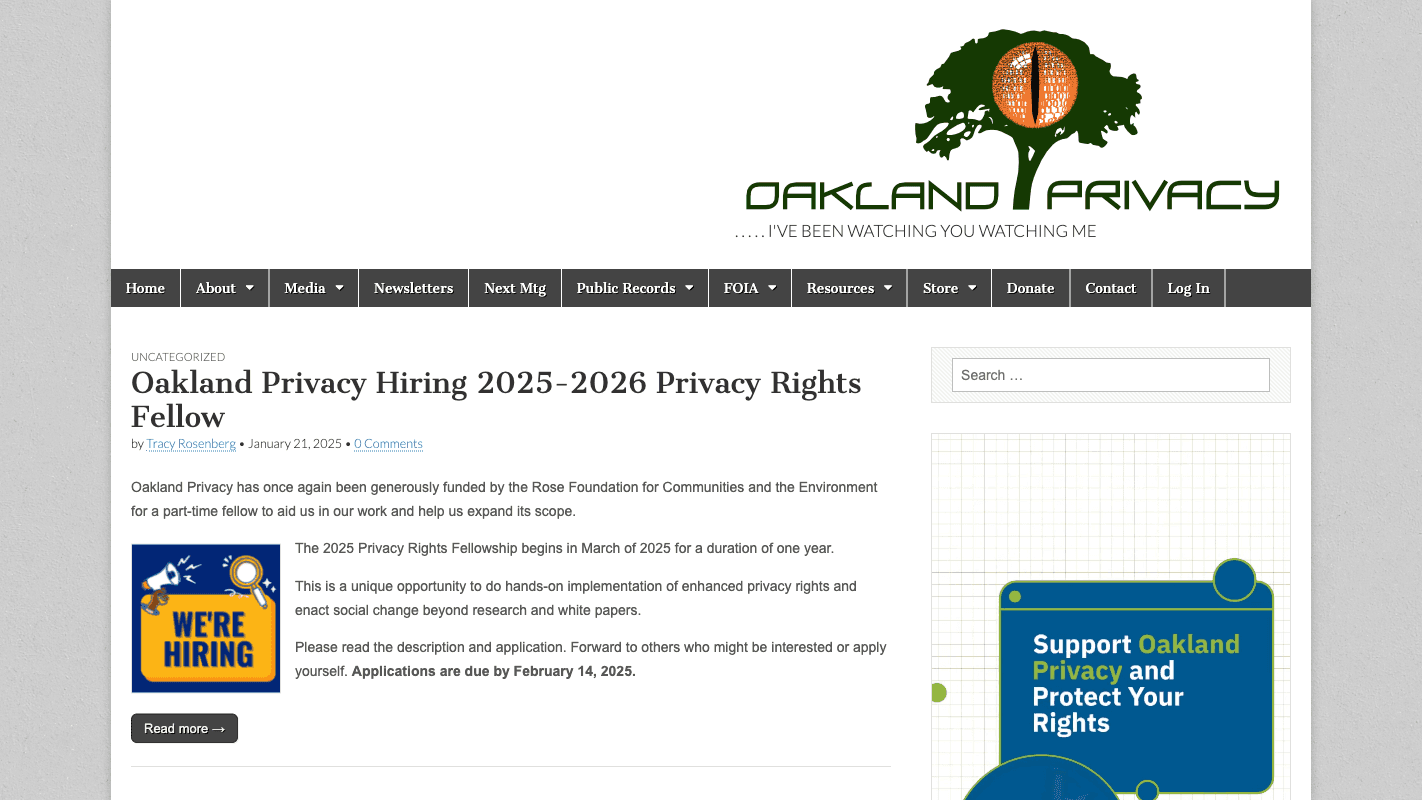 OAKLAND PRIVACY
. . . . . I'VE BEEN WATCHING YOU WATCHING ME
Home
About
Media
Newsletters
Next Mtg
Public Records
FOIA
Resources
Store
Donate
Contact
Log In
UNCATEGORIZED
Oakland Privacy Hiring 2025-2026 Privacy Rights
Fellow
by Tracy Rosenberg • January 21, 2025 • 0 Comments
Oakland Privacy has once again been generously funded by the Rose Foundation for Communities and the Environment
for a part-time fellow to aid us in our work and help us expand its scope.
WE'RE
HIRING
The 2025 Privacy Rights Fellowship begins in March of 2025 for a duration of one year.
This is a unique opportunity to do hands-on implementation of enhanced privacy rights and
enact social change beyond research and white papers.
Please read the description and application. Forward to others who might be interested or apply
yourself. Applications are due by February 14, 2025.
Read more →
Search …
Support Oakland
Privacy and
Protect Your
Rights